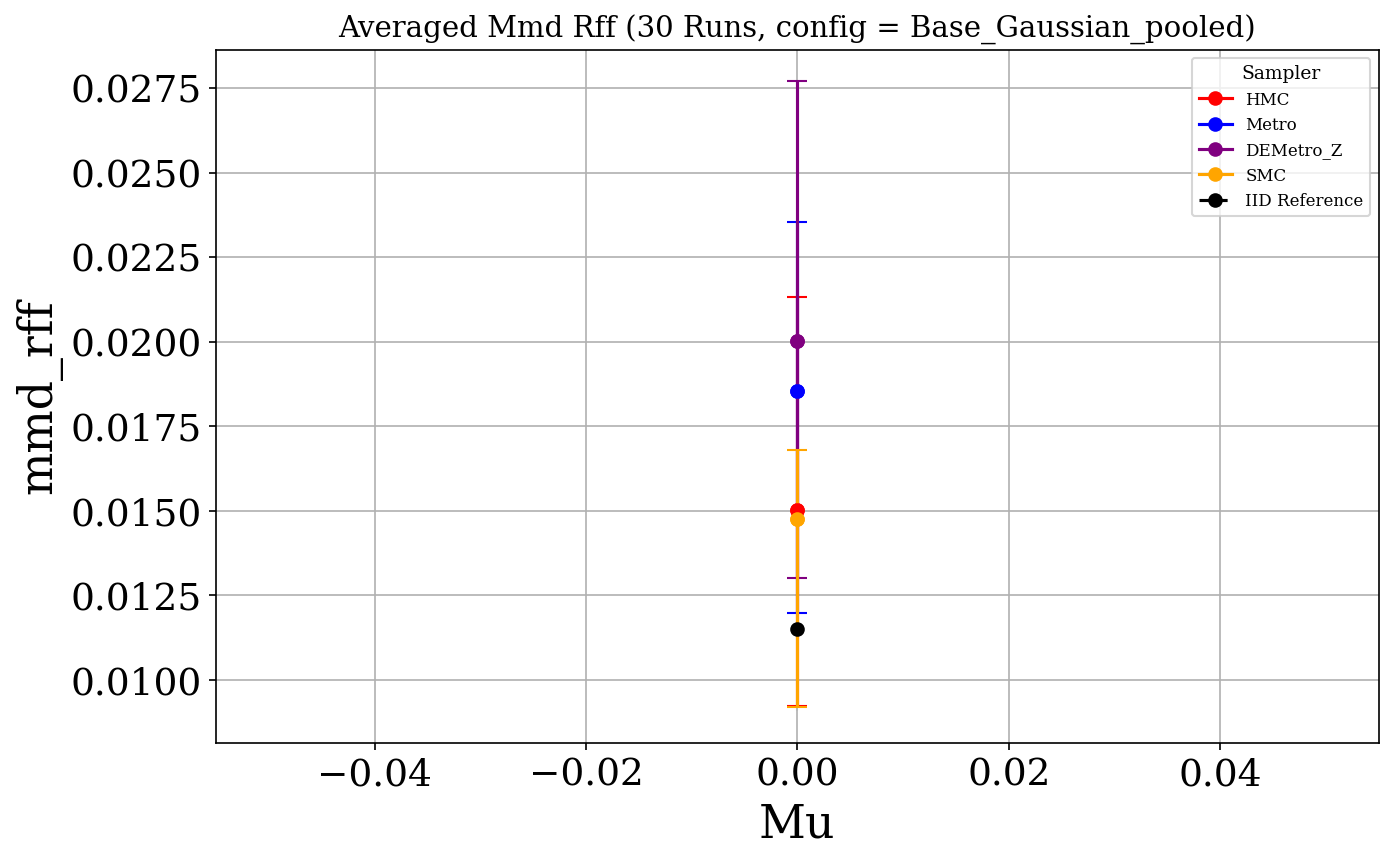 Averaged Mmd Rff (30 Runs, config = Base_Gaussian_pooled)
mmd_rff
0.0275
0.0250
0.0225
0.0200
0.0175
0.0150
0.0125
0.0100
Sampler
HMC
Metro
DEMetro_Z
SMC
IID Reference
−0.04
−0.02
0.00
0.02
0.04
Mu